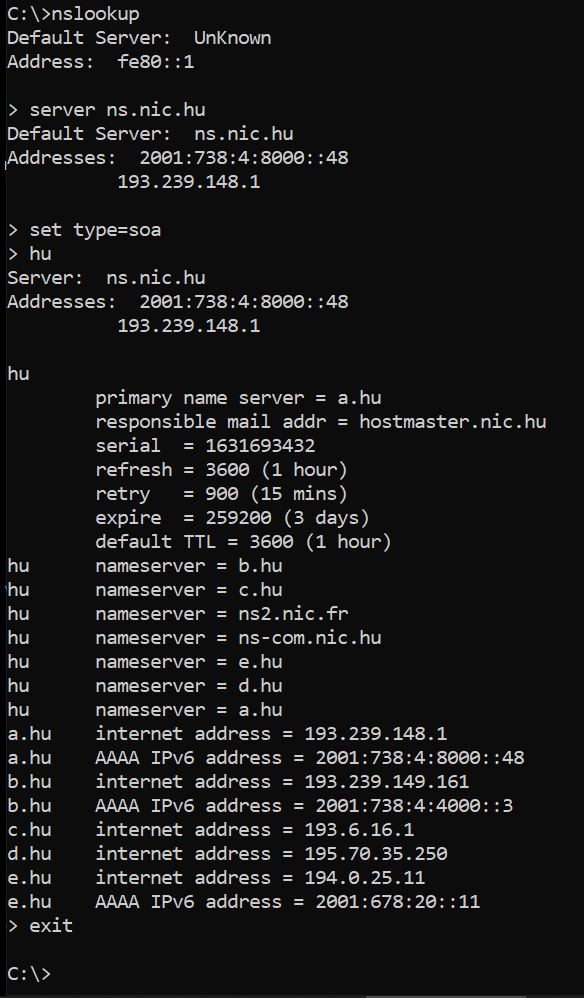 C:\>nslookup
Default Server:  UnKnown
Address:  fe80::1

> server ns.nic.hu
Default Server:  ns.nic.hu
Addresses:  2001:738:4:8000::48
          193.239.148.1

> set type=soa
> hu
Server:  ns.nic.hu
Addresses:  2001:738:4:8000::48
          193.239.148.1

hu
        primary name server = a.hu
        responsible mail addr = hostmaster.nic.hu
        serial  = 1631693432
        refresh = 3600 (1 hour)
        retry   = 900 (15 mins)
        expire  = 259200 (3 days)
        default TTL = 3600 (1 hour)
hu      nameserver = b.hu
hu      nameserver = c.hu
hu      nameserver = ns2.nic.fr
hu      nameserver = ns-com.nic.hu
hu      nameserver = e.hu
hu      nameserver = d.hu
hu      nameserver = a.hu
a.hu    internet address = 193.239.148.1
a.hu    AAAA IPv6 address = 2001:738:4:8000::48
b.hu    internet address = 193.239.149.161
b.hu    AAAA IPv6 address = 2001:738:4:4000::3
c.hu    internet address = 193.6.16.1
d.hu    internet address = 195.70.35.250
e.hu    internet address = 194.0.25.11
e.hu    AAAA IPv6 address = 2001:678:20::11
> exit

C:\>